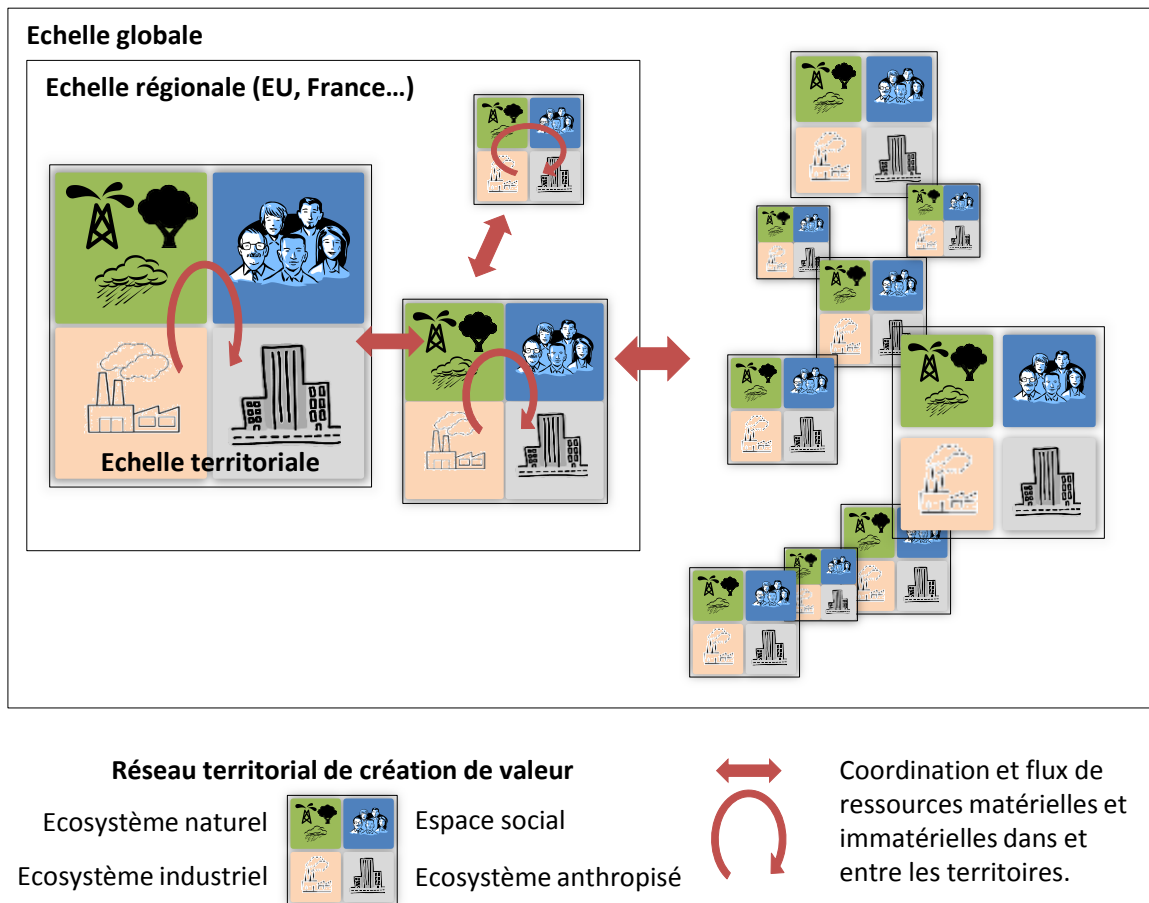 Echelle globale
Echelle régionale (EU, France…)
Echelle territoriale
Réseau territorial de création de valeur
Ecosystème naturel
Espace social
Ecosystème industriel
Ecosystème anthropisé
Coordination et flux de
ressources matérielles et
immatérielles dans et
entre les territoires.